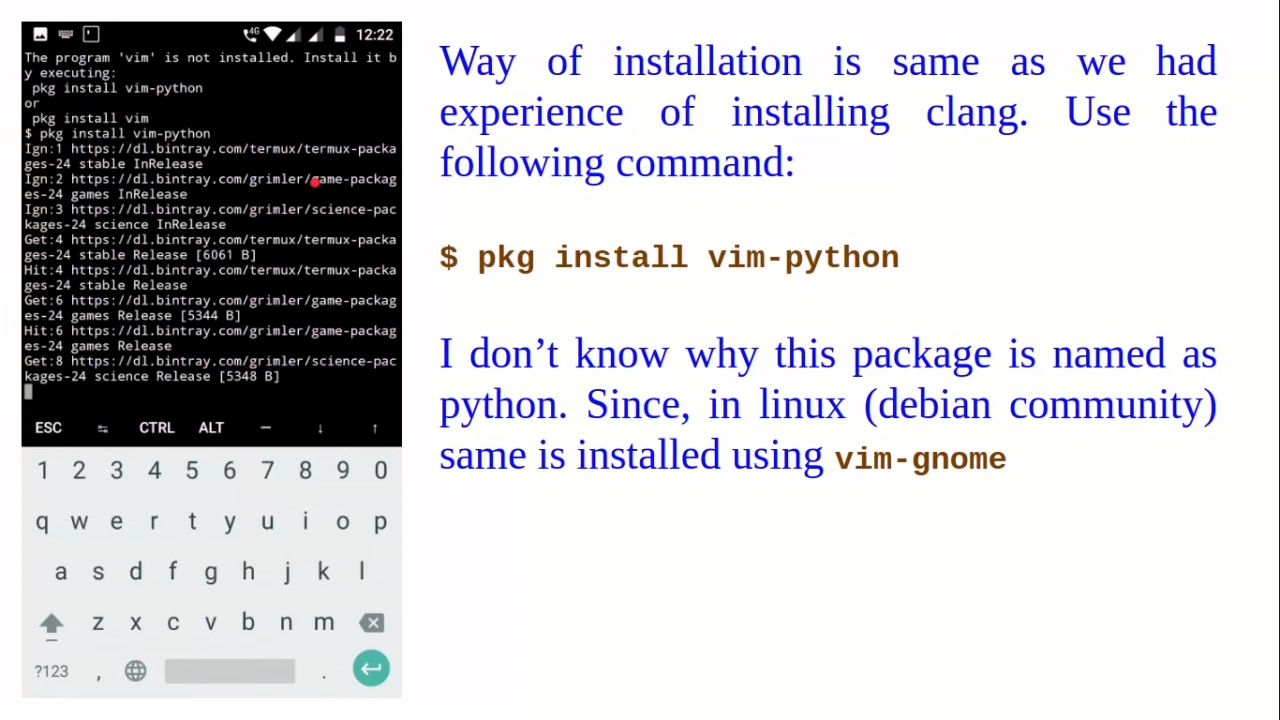 12:22
The program 'vim' is not installed. Install it b
y executing:
pkg install vim-python
or
pkg install vim
$ pkg install vim-python
Ign:1 https://dl.bintray.com/termux/termux-packa
ges-24 stable InRelease
Ign:2 https://dl.bintray.com/grimler/game-packag
es-24 games InRelease
Ign:3 https://dl.bintray.com/grimler/science-pac
kages-24 science InRelease
Get:4 https://dl.bintray.com/termux/termux-packa
ges-24 stable Release [6061 B]
Hit:4 https://dl.bintray.com/termux/termux-packa
ges-24 stable Release
Get:6 https://dl.bintray.com/grimler/game-packag
es-24 games Release [5344 B]
Hit:6 https://dl.bintray.com/grimler/game-packag
es-24 games Release
Get:8 https://dl.bintray.com/grimler/science-pac
kages-24 science Release [5348 B]
ESC CTRL ALT – ↓ ↑
1 2 3 4 5 6 7 8 9 0
q w e r t y u i o p
a s d f g h j k l
z x c v b n m
?123 , .
Way of installation is same as we had
experience of installing clang. Use the
following command:
$ pkg install vim-python
I don’t know why this package is named as
python. Since, in linux (debian community)
same is installed using vim-gnome